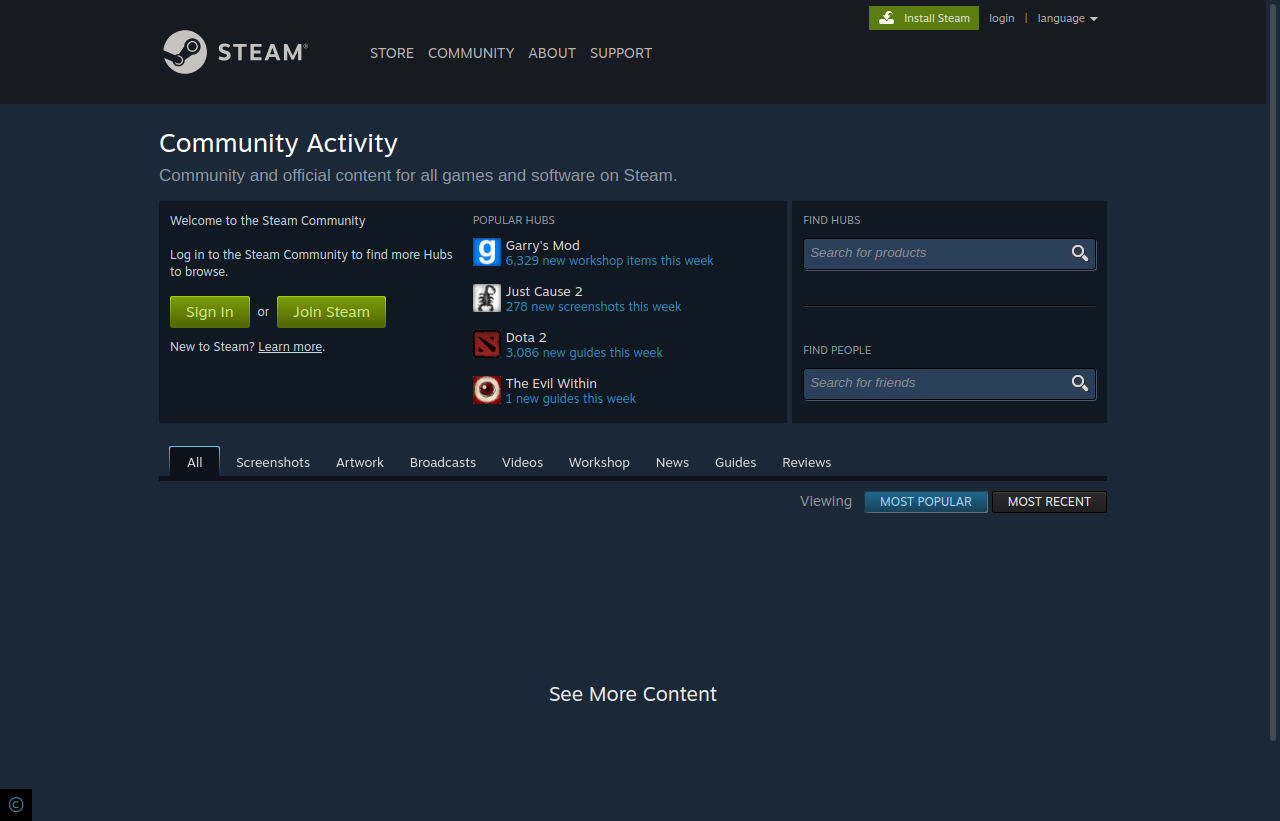 Install Steam
login | language
STEAM®
STORE COMMUNITY ABOUT SUPPORT
Community Activity
Community and official content for all games and software on Steam.
Welcome to the Steam Community
Log in to the Steam Community to find more Hubs
to browse.
Sign In or Join Steam
New to Steam? Learn more.
POPULAR HUBS
Garry's Mod
6,329 new workshop items this week
Just Cause 2
278 new screenshots this week
Dota 2
3,086 new guides this week
The Evil Within
1 new guides this week
FIND HUBS
Search for products
FIND PEOPLE
Search for friends
All Screenshots Artwork Broadcasts Videos Workshop News Guides Reviews
Viewing MOST POPULAR MOST RECENT
See More Content
©